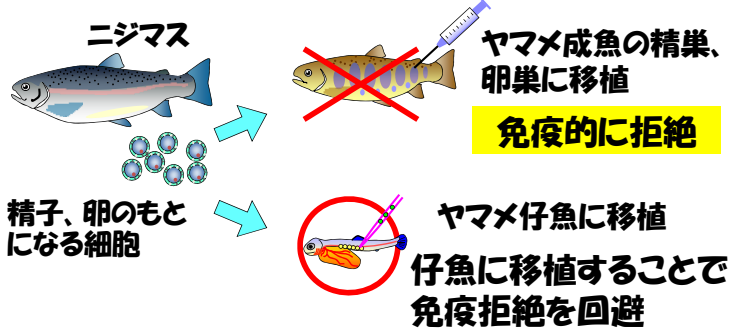 ニジマス
ヤマメ成魚の精巣、
卵巣に移植
免疫的に拒絶
精子、卵のもと
になる細胞
ヤマメ仔魚に移植
仔魚に移植することで
免疫拒絶を回避